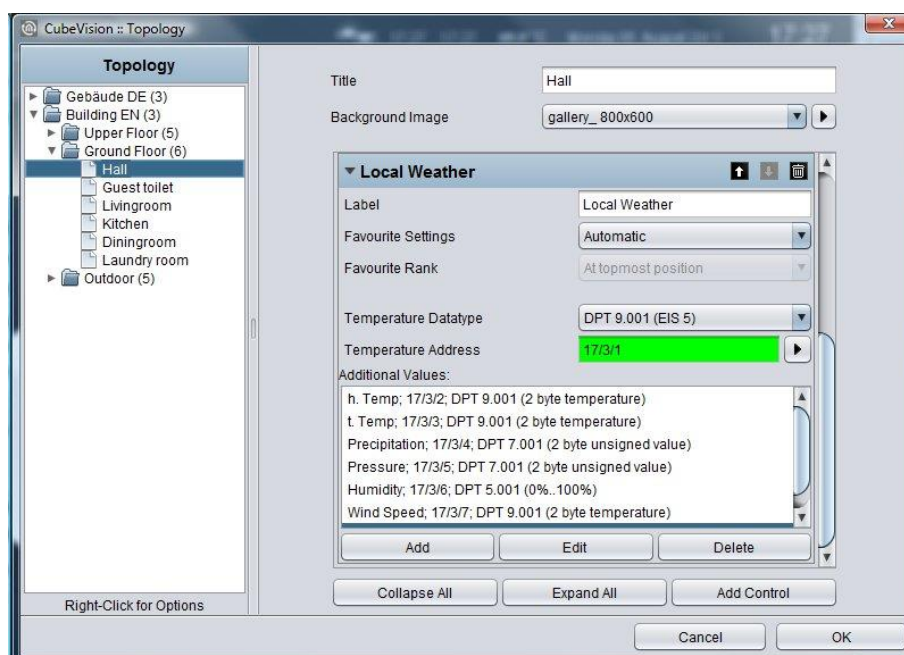 CubeVision :: Topology
Topology
Gebäude DE (3)
Building EN (3)
Upper Floor (5)
Ground Floor (6)
Hall
Guest toilet
Livingroom
Kitchen
Diningroom
Laundry room
Outdoor (5)
Right-Click for Options
Title
Hall
Background Image
gallery_ 800x600
Local Weather
Label
Local Weather
Favourite Settings
Automatic
Favourite Rank
At topmost position
Temperature Datatype
DPT 9.001 (EIS 5)
Temperature Address
17/3/1
Additional Values:
h. Temp; 17/3/2; DPT 9.001 (2 byte temperature)
t. Temp; 17/3/3; DPT 9.001 (2 byte temperature)
Precipitation; 17/3/4; DPT 7.001 (2 byte unsigned value)
Pressure; 17/3/5; DPT 7.001 (2 byte unsigned value)
Humidity; 17/3/6; DPT 5.001 (0%..100%)
Wind Speed; 17/3/7; DPT 9.001 (2 byte temperature)
Add
Edit
Delete
Collapse All
Expand All
Add Control
Cancel
OK